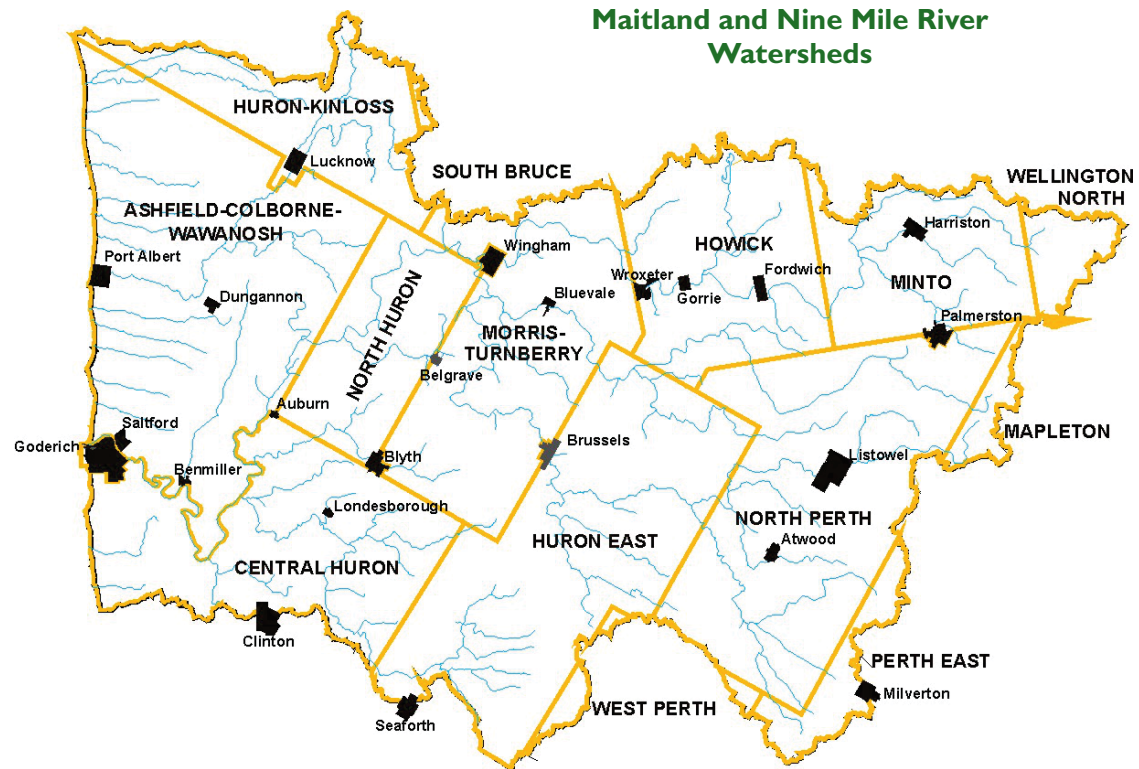 Maitland and Nine Mile River
Watersheds
HURON-KINLOSS
Lucknow
SOUTH BRUCE
WELLINGTON
NORTH
ASHFIELD-COLBORNE-
WAWANOSH
Harriston
Wingham
HOWICK
Port Albert
Wroxeter
Fordwich
MINTO
Dungannon
Bluevale
Gorrie
NORTH HURON
MORRIS-
TURNBERRY
Palmerston
Belgrave
Auburn
Saltford
Goderich
Brussels
MAPLETON
Blyth
Listowel
Benmiller
Londesborough
NORTH PERTH
HURON EAST
Atwood
CENTRAL HURON
Clinton
PERTH EAST
Milverton
WEST PERTH
Seaforth